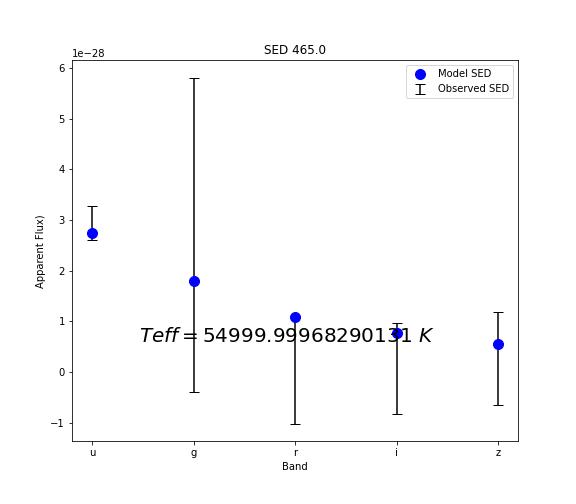 SED 465.0
1e−28
Model SED
Observed SED
6
5
4
3
2
1
0
−1
Apparent Flux)
Teff = 54999.99968290131 K
u g r i z
Band